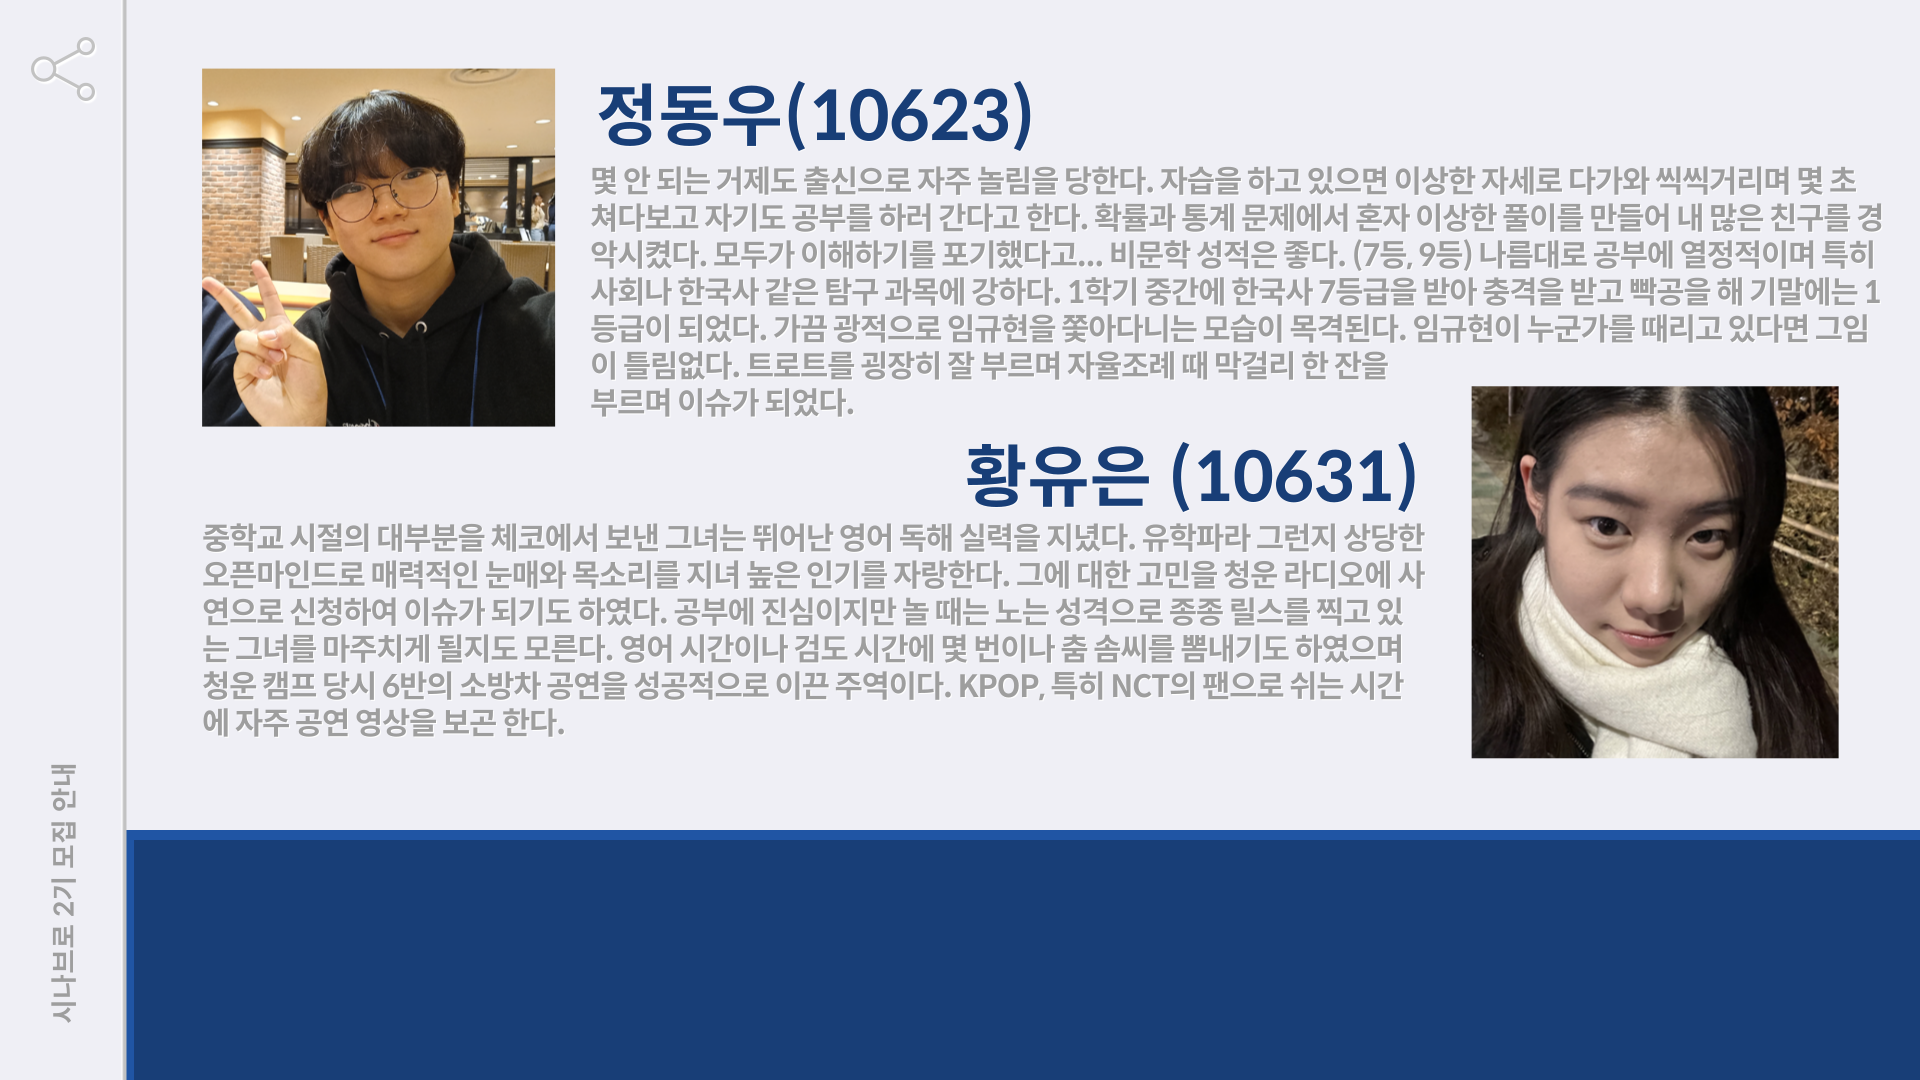 정동우(10623)
몇 안 되는 거제도 출신으로 자주 놀림을 당한다. 자습을 하고 있으면 이상한 자세로 다가와 씩씩거리며 몇 초
쳐다보고 자기도 공부를 하러 간다고 한다. 확률과 통계 문제에서 혼자 이상한 풀이를 만들어 내 많은 친구를 경
악시켰다. 모두가 이해하기를 포기했다고... 비문학 성적은 좋다. (7등, 9등) 나름대로 공부에 열정적이며 특히
사회나 한국사 같은 탐구 과목에 강하다. 1학기 중간에 한국사 7등급을 받아 충격을 받고 빡공을 해 기말에는 1
등급이 되었다. 가끔 광적으로 임규현을 쫓아다니는 모습이 목격된다. 임규현이 누군가를 때리고 있다면 그임
이 틀림없다. 트로트를 굉장히 잘 부르며 자율조례 때 막걸리 한 잔을
부르며 이슈가 되었다.
황유은 (10631)
중학교 시절의 대부분을 체코에서 보낸 그녀는 뛰어난 영어 독해 실력을 지녔다. 유학파라 그런지 상당한
오픈마인드로 매력적인 눈매와 목소리를 지녀 높은 인기를 자랑한다. 그에 대한 고민을 청운 라디오에 사
연으로 신청하여 이슈가 되기도 하였다. 공부에 진심이지만 놀 때는 노는 성격으로 종종 릴스를 찍고 있
는 그녀를 마주치게 될지도 모른다. 영어 시간이나 검도 시간에 몇 번이나 춤 솜씨를 뽐내기도 하였으며
청운 캠프 당시 6반의 소방차 공연을 성공적으로 이끈 주역이다. KPOP, 특히 NCT의 팬으로 쉬는 시간
에 자주 공연 영상을 보곤 한다.
시나브로 2기 모집 안내